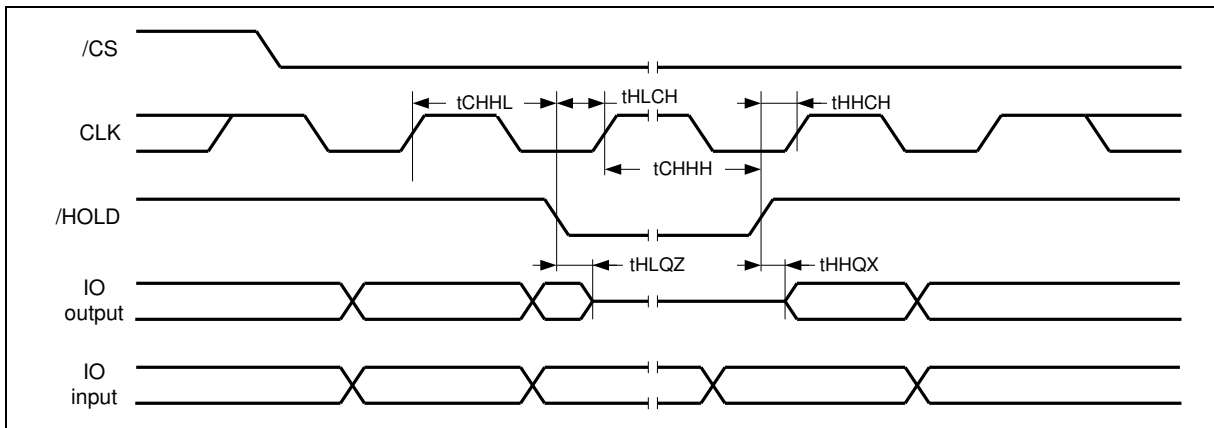 /CS
tCHHL
tHLCH
tHHCH
CLK
tCHHH
/HOLD
tHLQZ
tHHQX
IO
output
IO
input